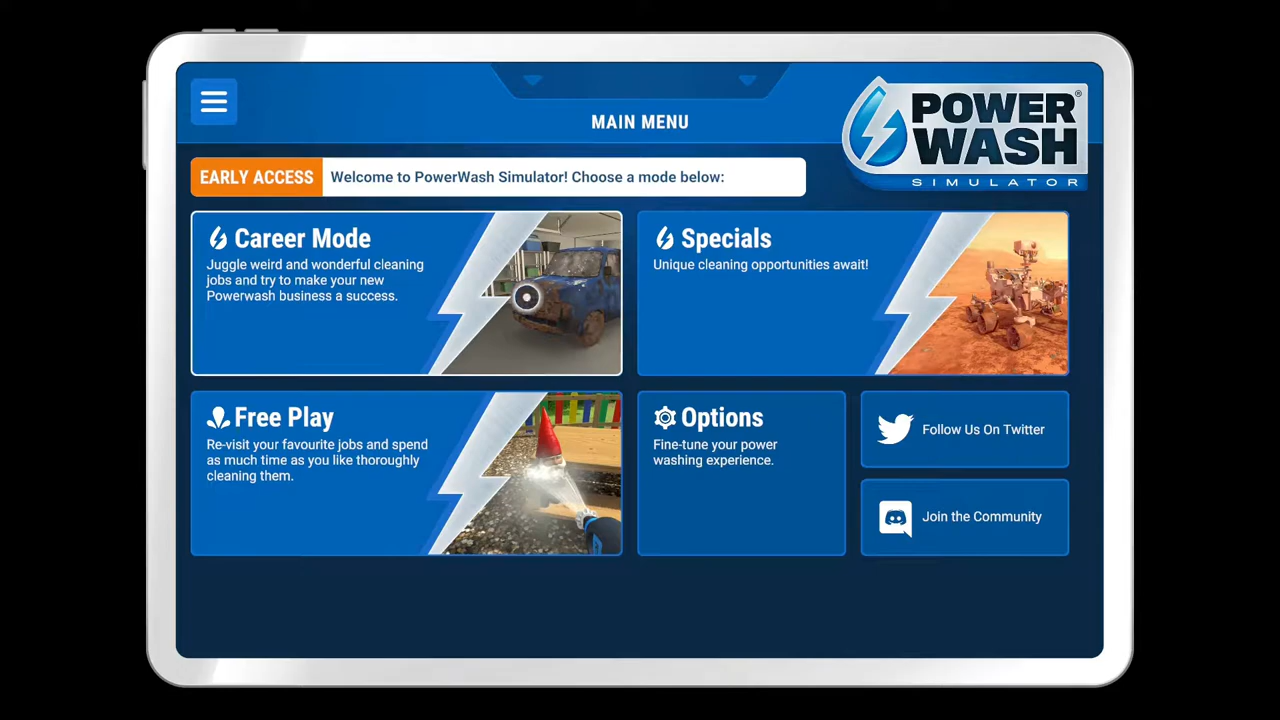 MAIN MENU
POWER
WASH
SIMULATOR
EARLY ACCESS
Welcome to PowerWash Simulator! Choose a mode below:
Career Mode
Juggle weird and wonderful cleaning
jobs and try to make your new
Powerwash business a success.
Specials
Unique cleaning opportunities await!
Free Play
Re-visit your favourite jobs and spend
as much time as you like thoroughly
cleaning them.
Options
Fine-tune your power
washing experience.
Follow Us On Twitter
Join the Community